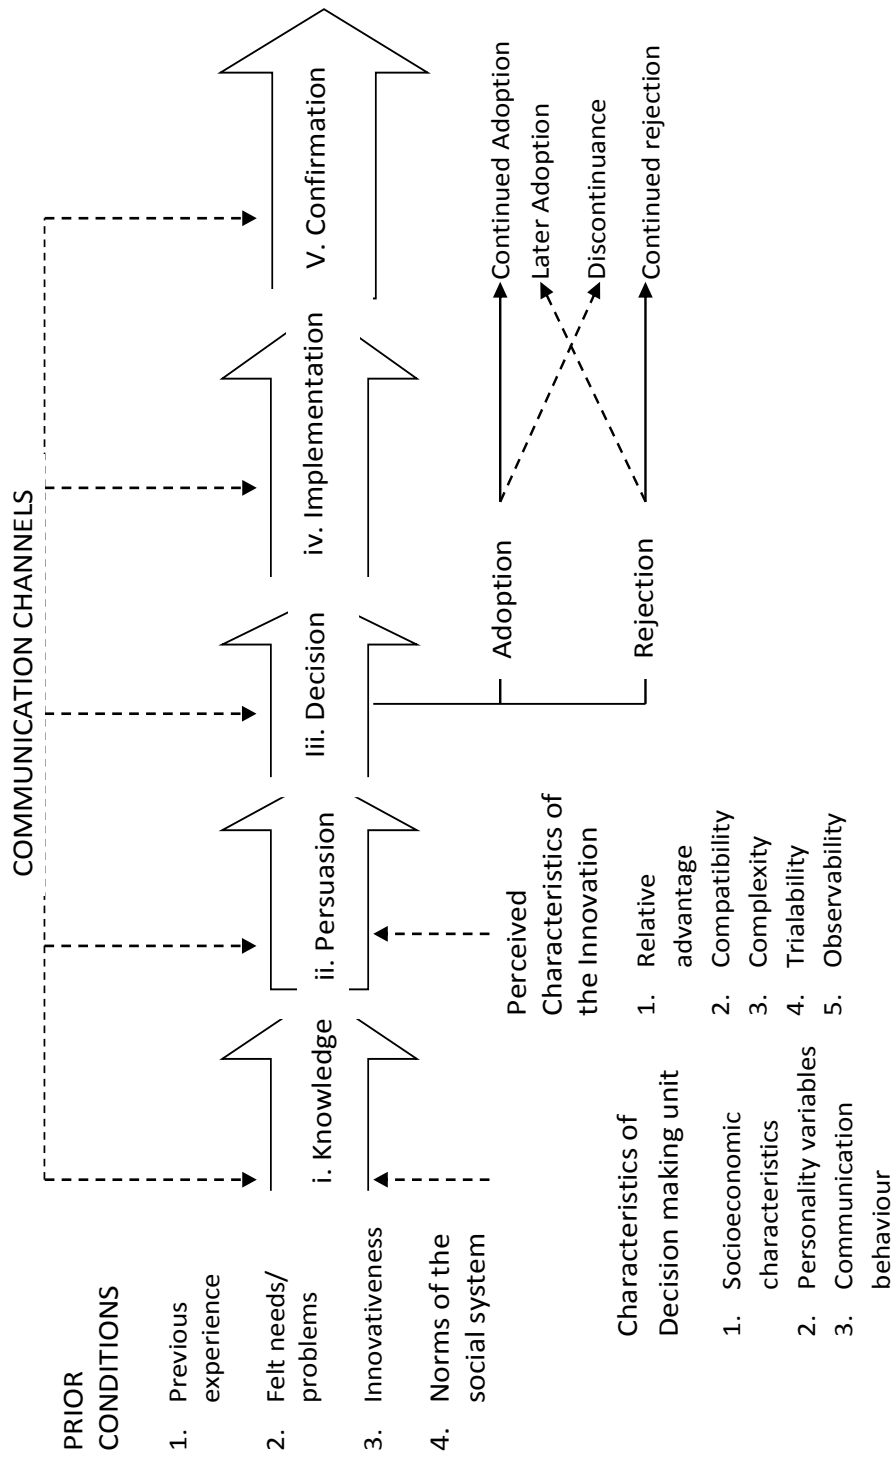 COMMUNICATION CHANNELS
PRIOR
CONDITIONS
1. Previous
experience
2. Felt needs/
problems
3. Innovativeness
4. Norms of the
social system
i. Knowledge
ii. Persuasion
Iii. Decision
iv. Implementation
V. Confirmation
Characteristics of
Decision making unit
1. Socioeconomic
characteristics
2. Personality variables
3. Communication
behaviour
Perceived
Characteristics of
the Innovation
1. Relative
advantage
2. Compatibility
3. Complexity
4. Trialability
5. Observability
Adoption
Rejection
Continued Adoption
Later Adoption
Discontinuance
Continued rejection